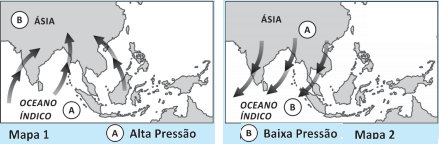 B
ÁSIA
OCEANO
ÍNDICO
A
Mapa 1
A Alta Pressão
ÁSIA
A
OCEANO
ÍNDICO
B
B Baixa Pressão
Mapa 2